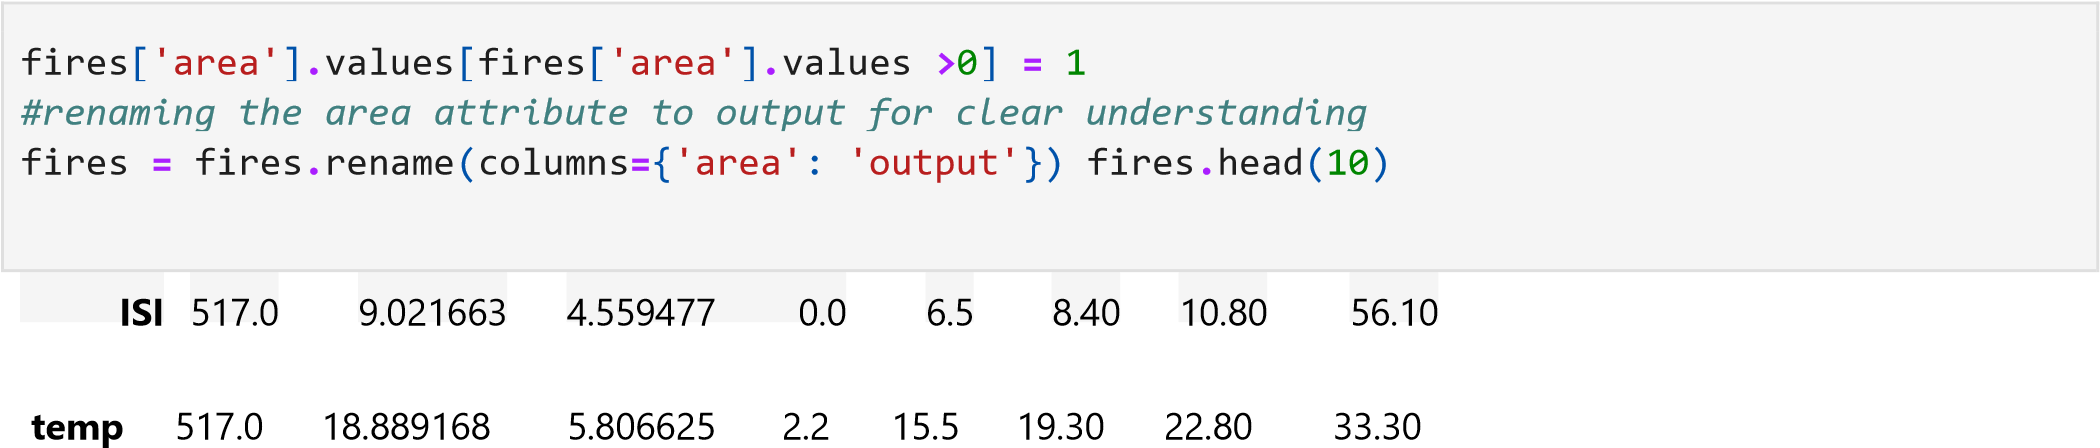 fires['area'].values[fires['area'].values >0] = 1
#renaming the area attribute to output for clear understanding
fires = fires.rename(columns={'area': 'output'}) fires.head(10)
ISI 517.0 9.021663 4.559477 0.0 6.5 8.40 10.80 56.10
temp 517.0 18.889168 5.806625 2.2 15.5 19.30 22.80 33.30